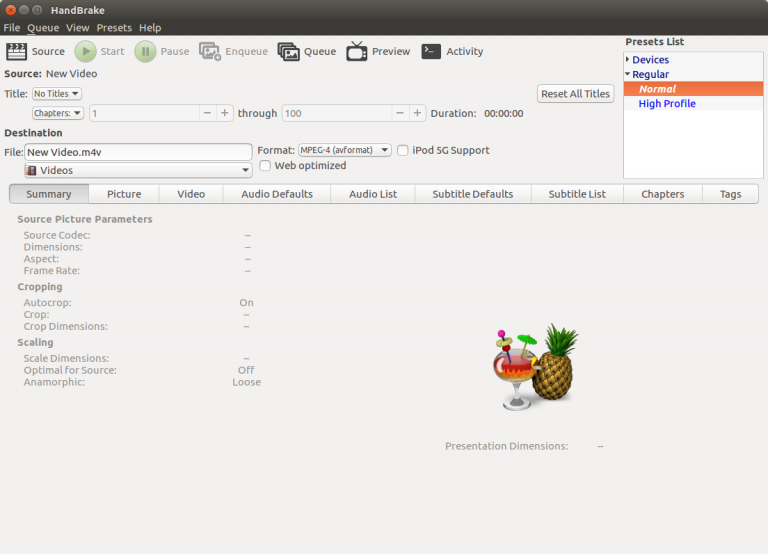 HandBrake
File Queue View Presets Help
Source Start Pause Enqueue Queue Preview Activity
Presets List
Devices
Regular
Normal
High Profile
Source: New Video
Title: No Titles
Reset All Titles
Chapters: 1 − + through 100 − + Duration: 00:00:00
Destination
File: New Video.m4v Format: MPEG-4 (avformat) iPod 5G Support
Videos Web optimized
Summary Picture Video Audio Defaults Audio List Subtitle Defaults Subtitle List Chapters Tags
Source Picture Parameters
Source Codec: --
Dimensions: --
Aspect: --
Frame Rate: --
Cropping
Autocrop: On
Crop: --
Crop Dimensions: --
Scaling
Scale Dimensions: --
Optimal for Source: Off
Anamorphic: Loose
Presentation Dimensions: --